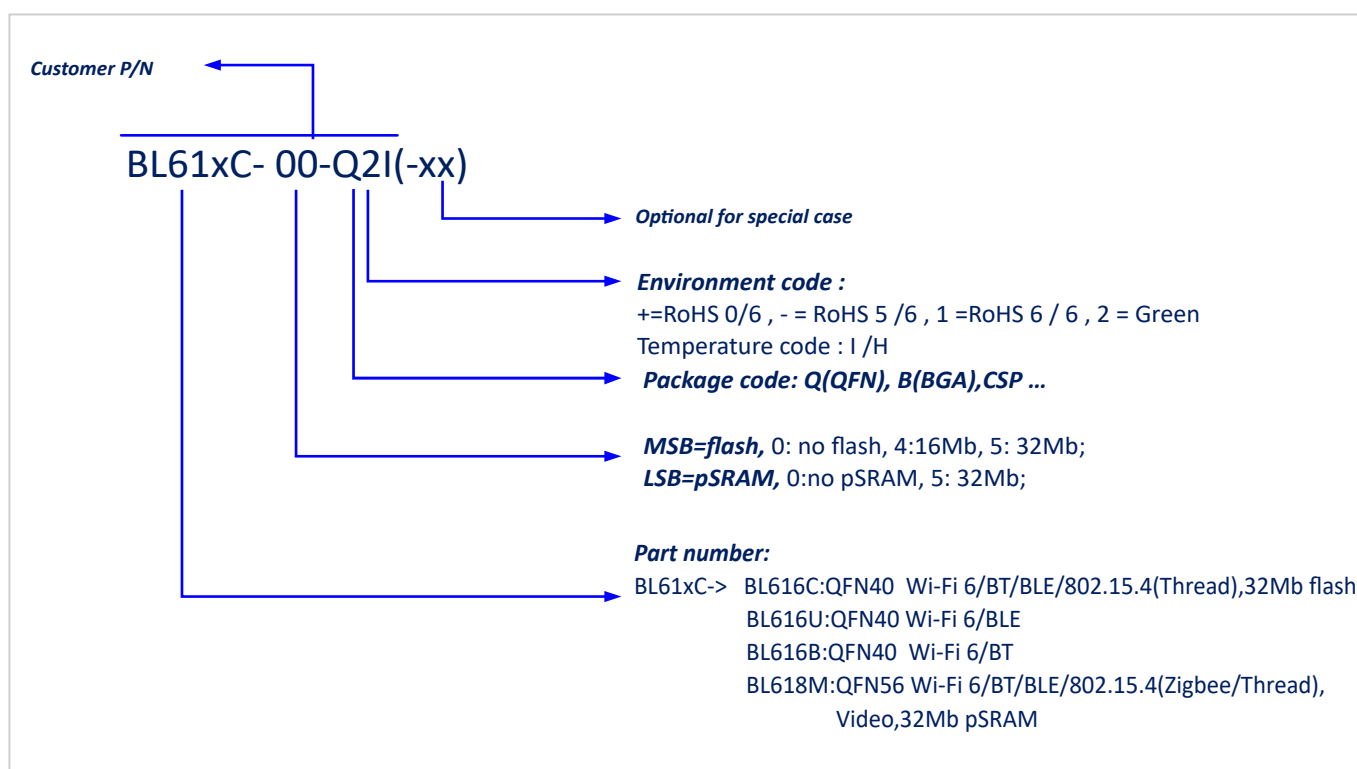 Customer P/N
BL61xC- 00-Q2I(-xx)
Optional for special case
Environment code :
+=RoHS 0/6 , - = RoHS 5 /6 , 1 =RoHS 6 / 6 , 2 = Green
Temperature code : I /H
Package code: Q(QFN), B(BGA),CSP ...
MSB=flash, 0: no flash, 4:16Mb, 5: 32Mb;
LSB=pSRAM, 0:no pSRAM, 5: 32Mb;
Part number:
BL61xC-> BL616C:QFN40 Wi-Fi 6/BT/BLE/802.15.4(Thread),32Mb flash
BL616U:QFN40 Wi-Fi 6/BLE
BL616B:QFN40 Wi-Fi 6/BT
BL618M:QFN56 Wi-Fi 6/BT/BLE/802.15.4(Zigbee/Thread),
Video,32Mb pSRAM